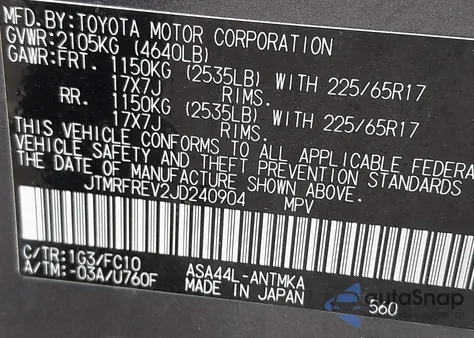 MFD.BY:TOYOTA MOTOR CORPORATION
GVWR:2105KG (4640LB)
GAWR:FRT. 1150KG (2535LB) WITH 225/65R17
17X7J RIMS.
RR. 1150KG (2535LB) WITH 225/65R17
17X7J RIMS.
THIS VEHICLE CONFORMS TO ALL APPLICABLE FEDERA
VEHICLE SAFETY AND THEFT PREVENTION STANDARDS
THE DATE OF MANUFACTURE SHOWN ABOVE.
JTMRFREV2JD240904 MPV
C/TR:1G3/FC10 ASA44L-ANTMKA
A/TM:-03A/U760F MADE IN JAPAN 560
autoSnap